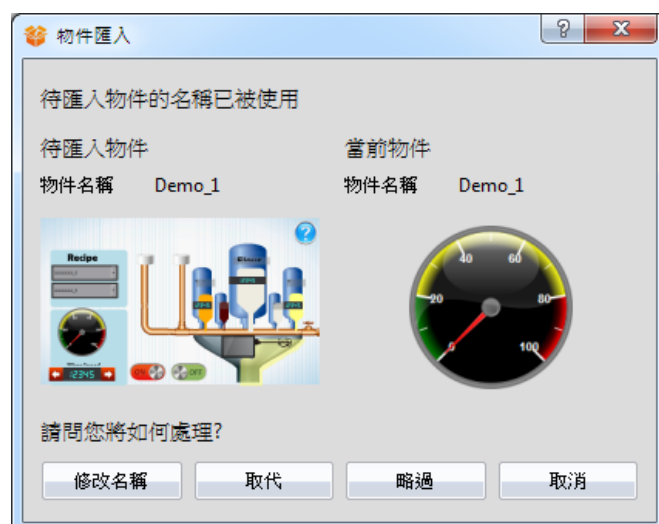 物件匯入
待匯入物件的名稱已被使用
待匯入物件 當前物件
物件名稱 Demo_1 物件名稱 Demo_1
?
Recipe
40 60
20 80
0 100
12345
ON OFF
請問您將如何處理?
修改名稱 取代 略過 取消